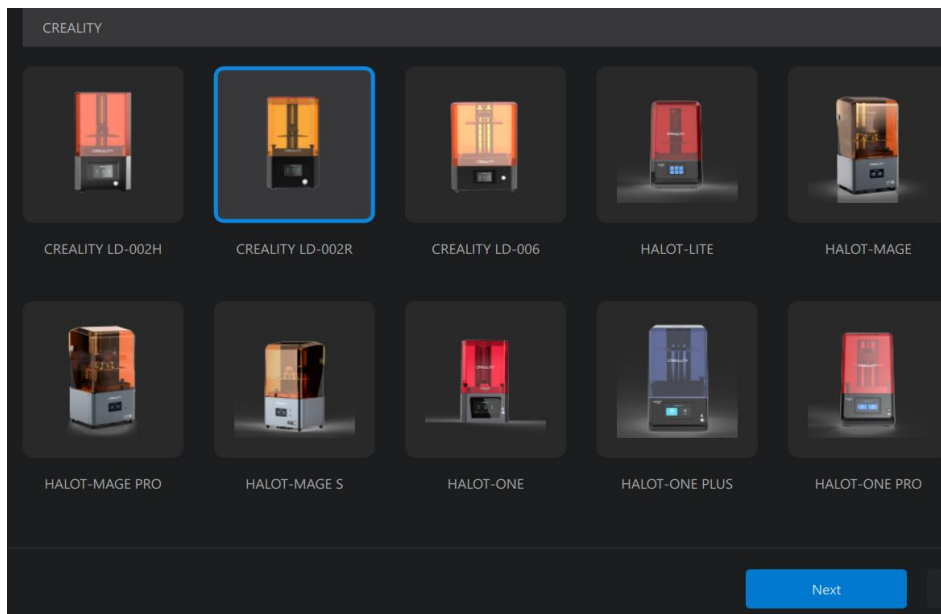 CREALITY
CREALITY LD-002H
CREALITY LD-002R
CREALITY LD-006
HALOT-LITE
HALOT-MAGE
HALOT-MAGE PRO
HALOT-MAGE S
HALOT-ONE
HALOT-ONE PLUS
HALOT-ONE PRO
Next